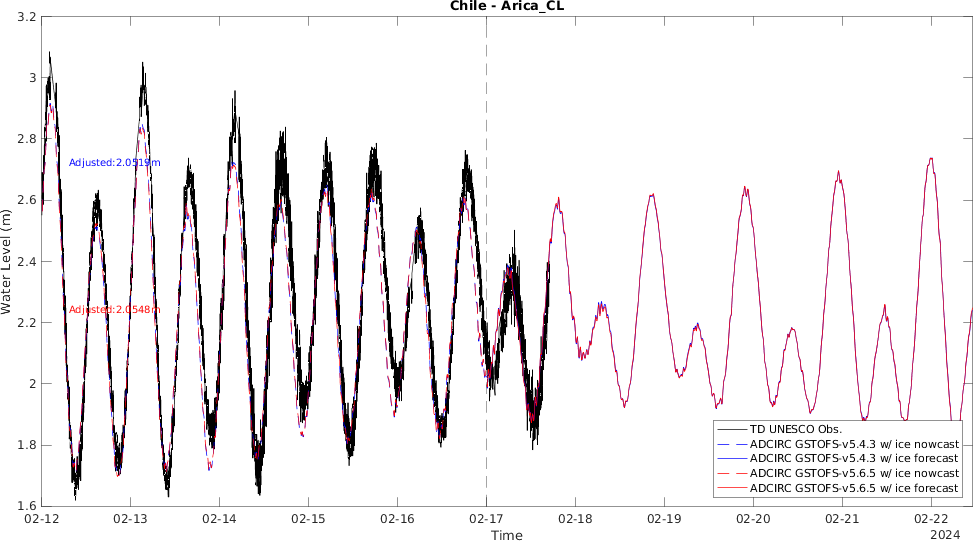 Chile - Arica_CL
3.2
3
2.8
2.6
2.4
2.2
2
1.8
1.6
Water Level (m)
Adjusted:2.0519m
Adjusted:2.0548m
TD UNESCO Obs.
ADCIRC GSTOFS-v5.4.3 w/ ice nowcast
ADCIRC GSTOFS-v5.4.3 w/ ice forecast
ADCIRC GSTOFS-v5.6.5 w/ ice nowcast
ADCIRC GSTOFS-v5.6.5 w/ ice forecast
02-12 02-13 02-14 02-15 02-16 02-17 02-18 02-19 02-20 02-21 02-22
Time
2024